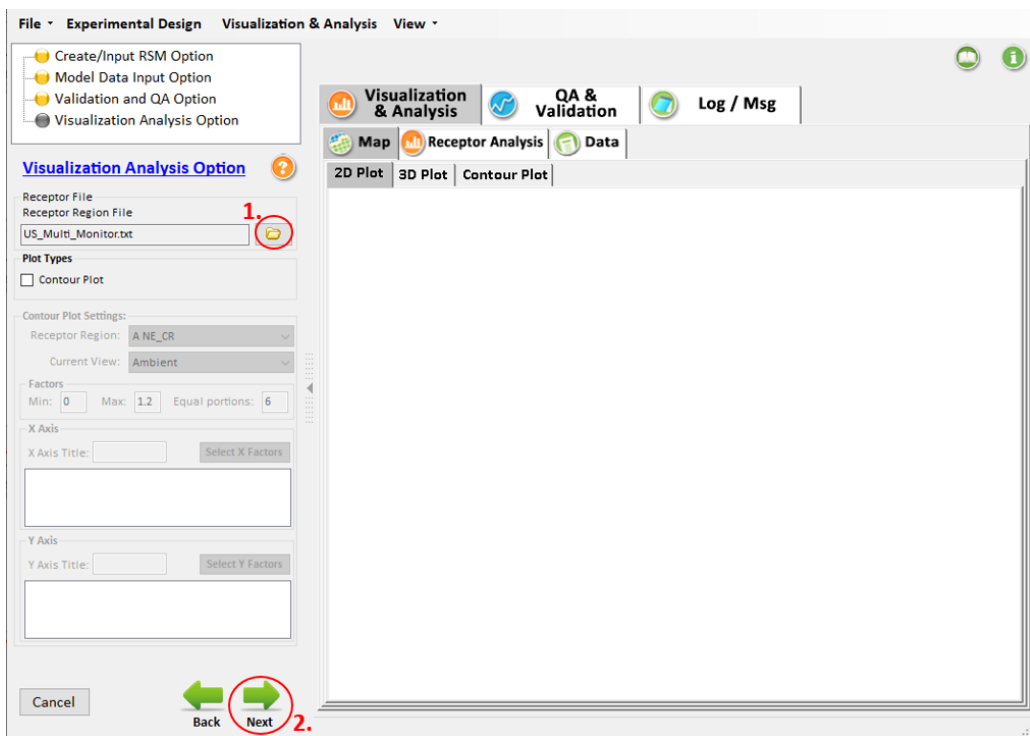 File Experimental Design Visualization & Analysis View
Create/Input RSM Option
Model Data Input Option
Validation and QA Option
Visualization Analysis Option
Visualization & Analysis
QA & Validation
Log / Msg
Map Receptor Analysis Data
2D Plot 3D Plot Contour Plot
Visualization Analysis Option ?
Receptor File
Receptor Region File
1.
US_Multi_Monitor.txt
Plot Types
Contour Plot
Contour Plot Settings:
Receptor Region: A NE_CR
Current View: Ambient
Factors
Min: 0 Max: 1.2 Equal portions: 6
X Axis
X Axis Title: Select X Factors
Y Axis
Y Axis Title: Select Y Factors
Cancel
Back Next
2.